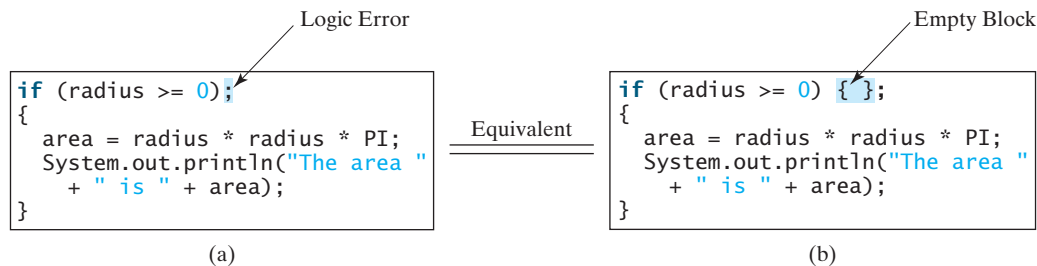 Logic Error
if (radius >= 0);
{
  area = radius * radius * PI;
  System.out.println("The area "
    + " is " + area);
}
(a)
Equivalent
Empty Block
if (radius >= 0) { };
{
  area = radius * radius * PI;
  System.out.println("The area "
    + " is " + area);
}
(b)